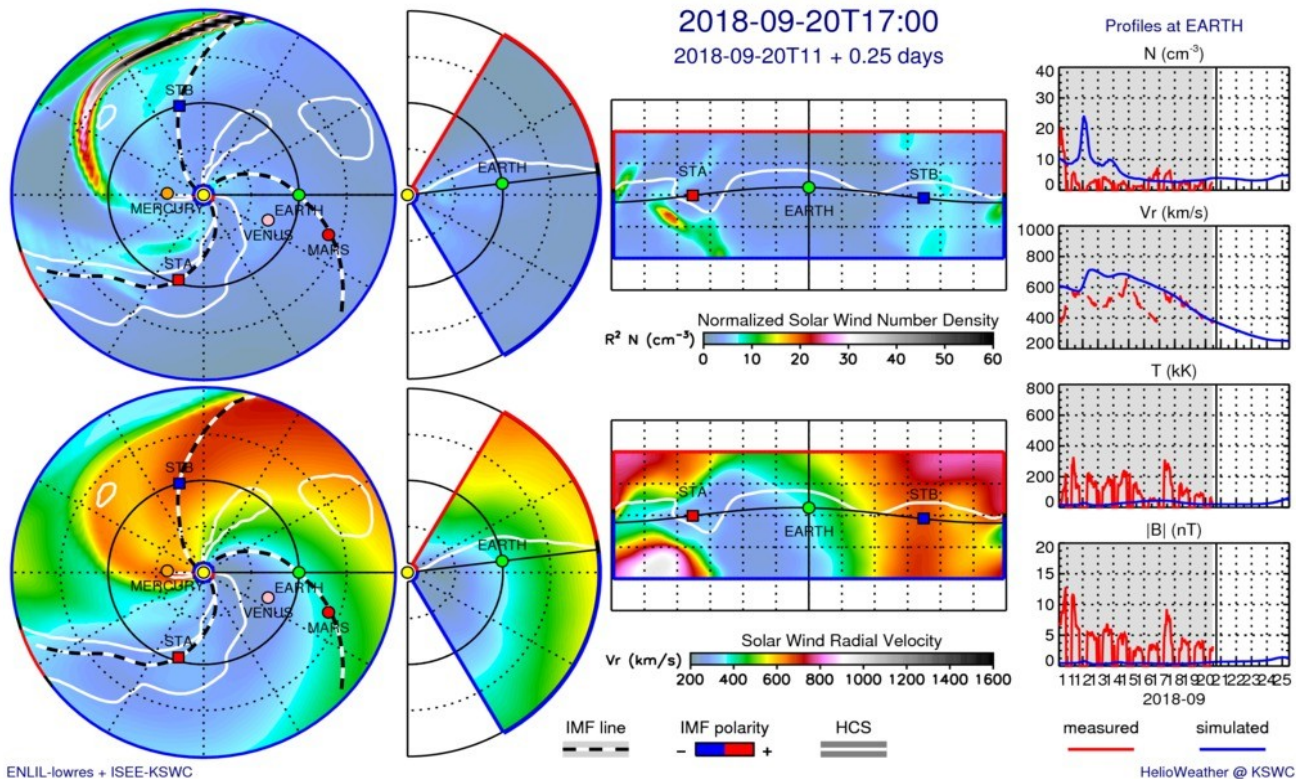 2018-09-20T17:00
2018-09-20T11 + 0.25 days
STB
MERCURY
EARTH
VENUS
MARS
STA
EARTH
STA
EARTH
STB
Normalized Solar Wind Number Density
R² N (cm⁻³)
0 10 20 30 40 50 60
STB
MERCURY
EARTH
VENUS
MARS
STA
EARTH
STA
EARTH
STB
Solar Wind Radial Velocity
Vr (km/s)
200 400 600 800 1000 1200 1400 1600
IMF line
IMF polarity
- +
HCS
Profiles at EARTH
N (cm⁻³)
40
30
20
10
0
Vr (km/s)
1000
800
600
400
200
T (kK)
800
600
400
200
0
|B| (nT)
20
15
10
5
0
11 12 13 14 15 16 17 18 19 20 21 22 23 24 25
2018-09
measured
simulated
ENLIL-lowres + ISEE-KSWC
HelioWeather @ KSWC